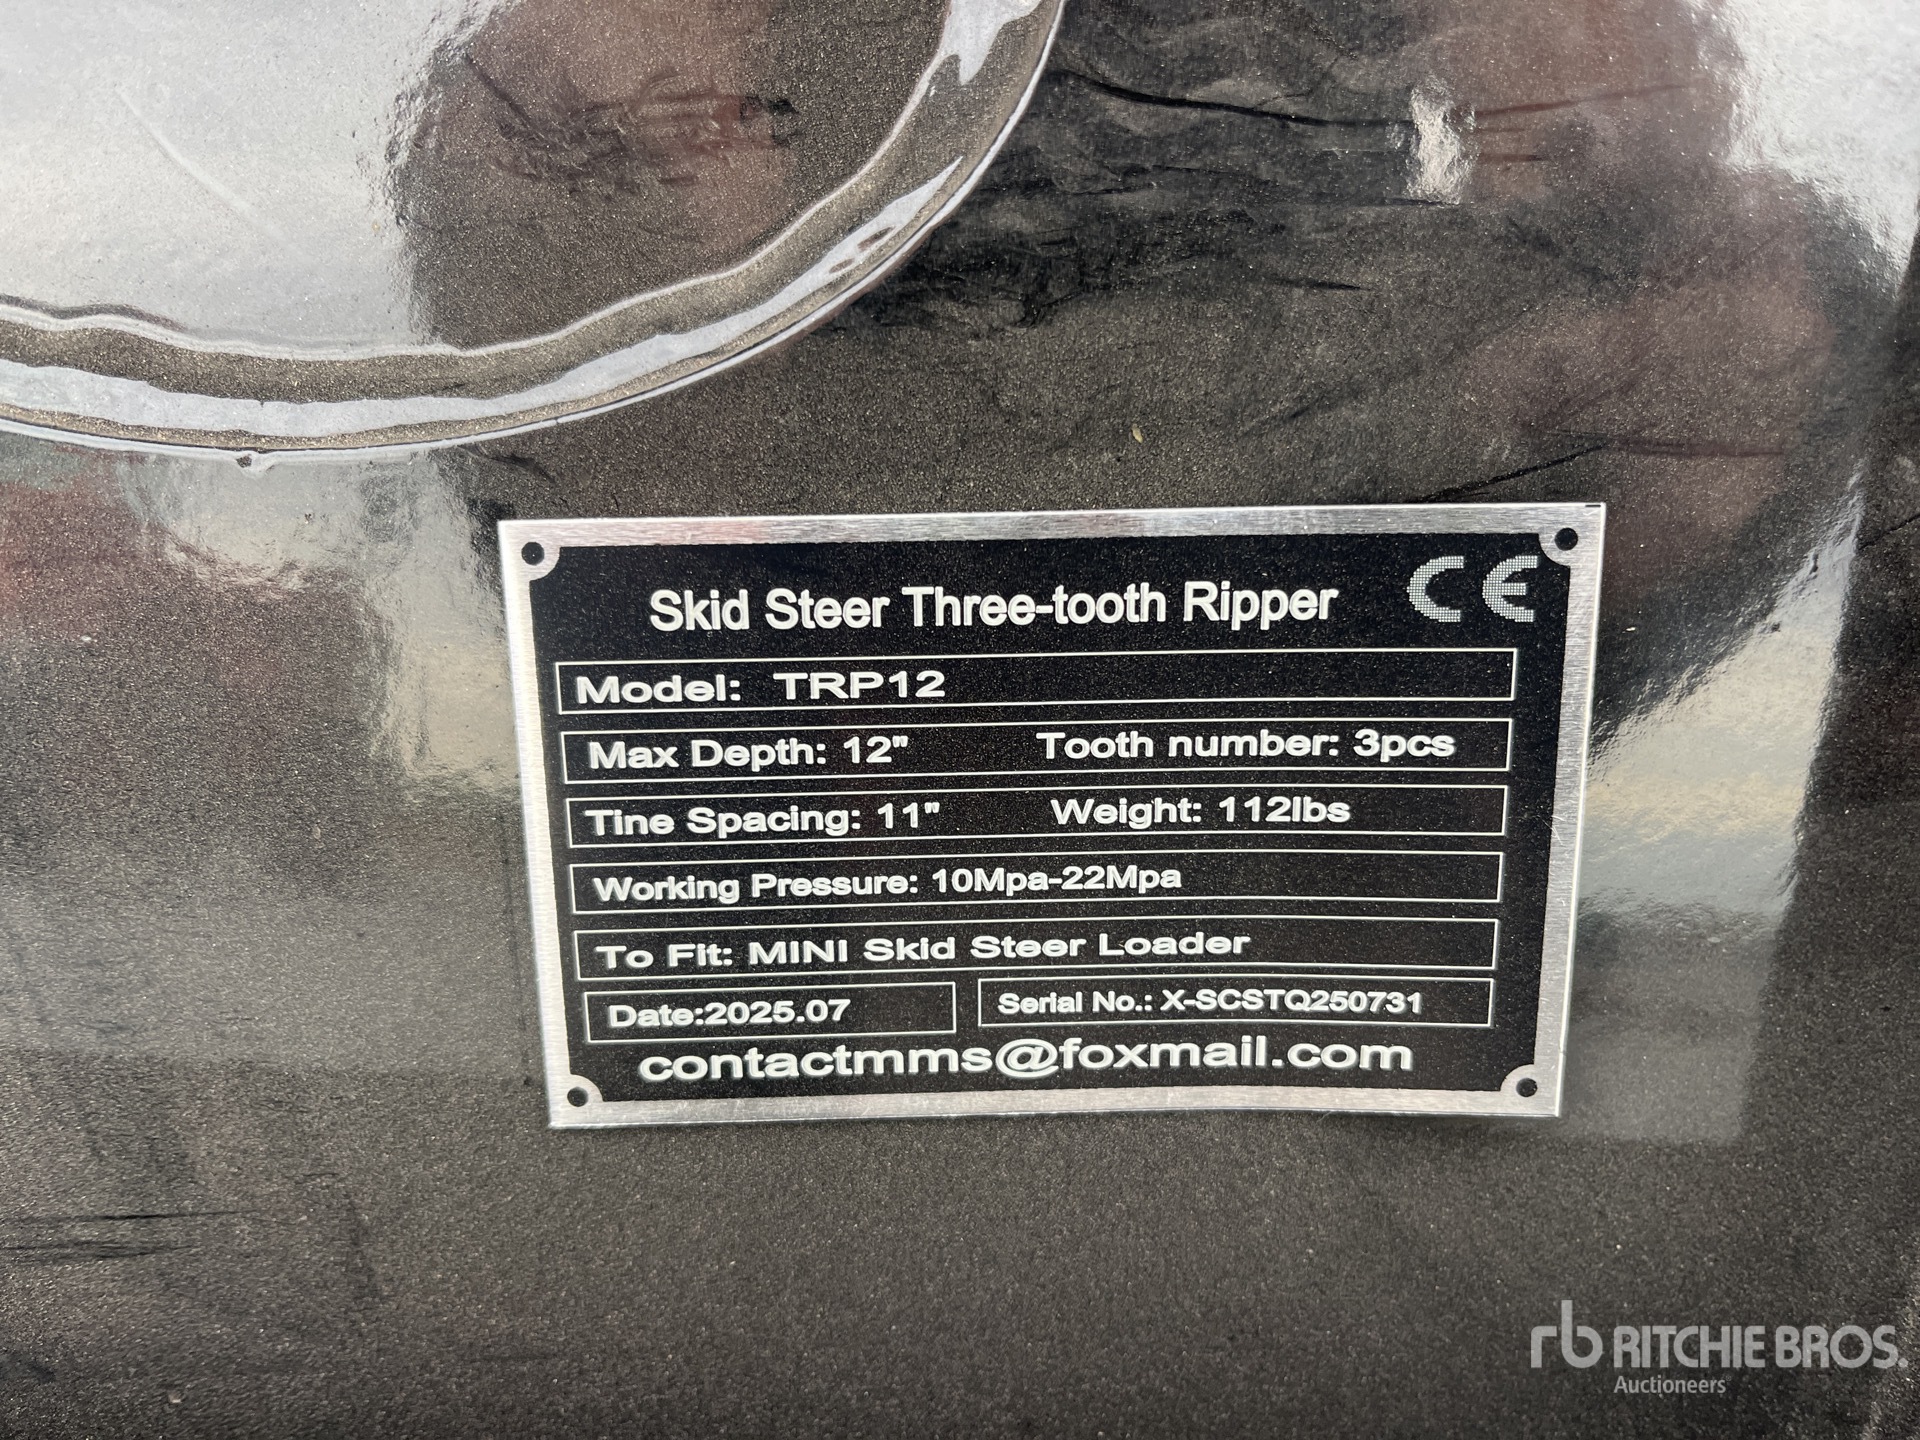 Skid Steer Three-tooth Ripper CE
Model: TRP12
Max Depth: 12" Tooth number: 3pcs
Tine Spacing: 11" Weight: 112lbs
Working Pressure: 10Mpa-22Mpa
To Fit: MINI Skid Steer Loader
Date:2025.07 Serial No.: X-SCSTQ250731
contactmms@foxmail.com
rb RITCHIE BROS.
Auctioneers